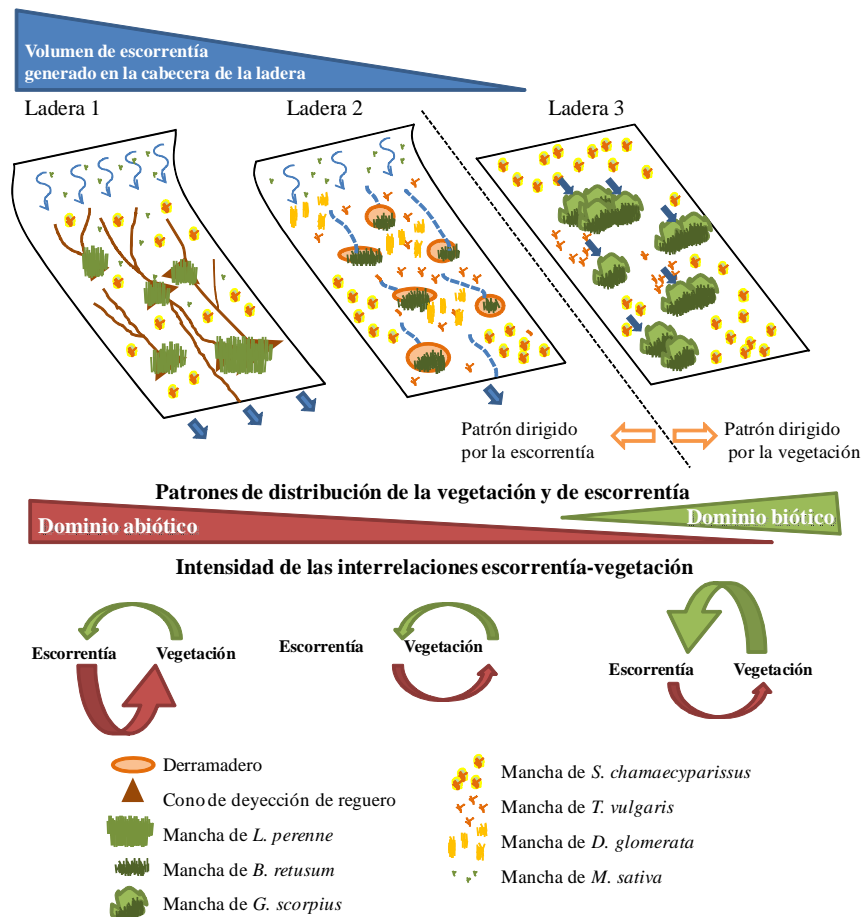 Volumen de escorrentía
generado en la cabecera de la ladera
Ladera 1
Ladera 2
Ladera 3
Patrón dirigido
por la escorrentía
Patrón dirigido
por la vegetación
Patrones de distribución de la vegetación y de escorrentía
Dominio abiótico
Dominio biótico
Intensidad de las interrelaciones escorrentía-vegetación
Escorrentía
Vegetación
Escorrentía
Vegetación
Escorrentía
Vegetación
Derramadero
Cono de deyección de reguero
Mancha de L. perenne
Mancha de B. retusum
Mancha de G. scorpius
Mancha de S. chamaecyparissus
Mancha de T. vulgaris
Mancha de D. glomerata
Mancha de M. sativa